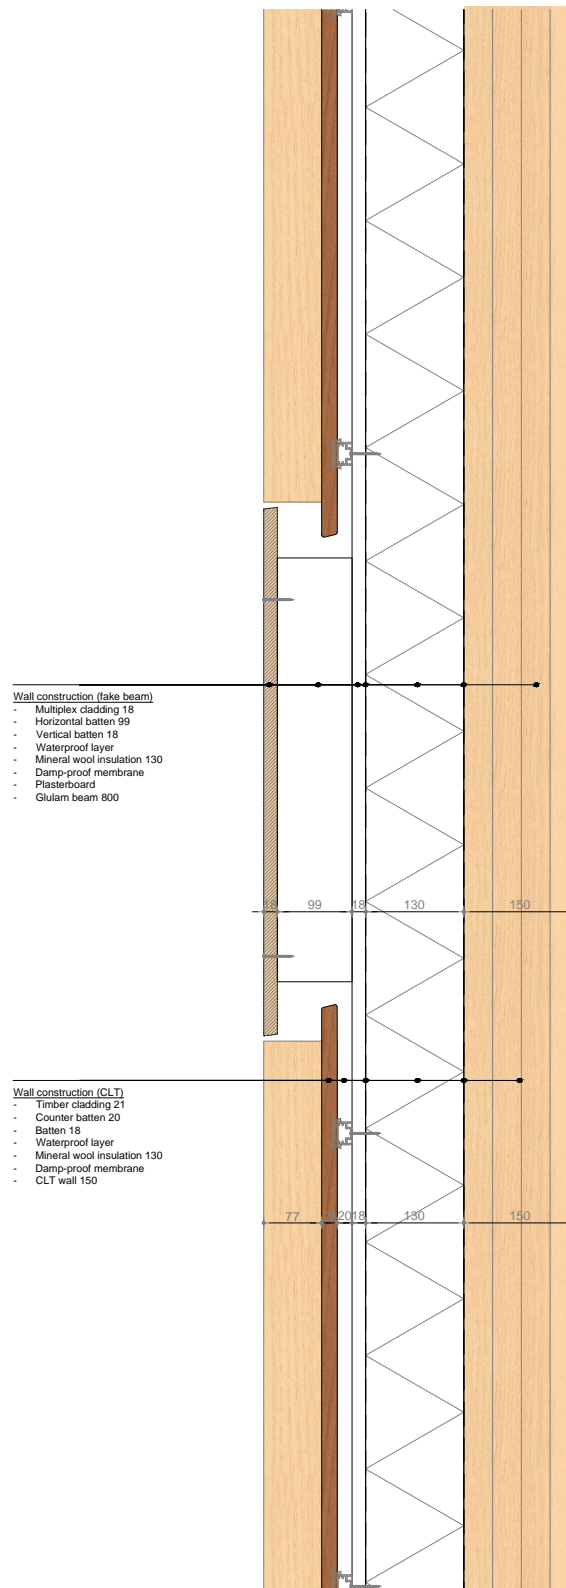 Wall construction (fake beam)
- Multiplex cladding 18
- Horizontal batten 99
- Vertical batten 18
- Waterproof layer
- Mineral wool insulation 130
- Damp-proof membrane
- Plasterboard
- Glulam beam 800
18 99 18 130 150
Wall construction (CLT)
- Timber cladding 21
- Counter batten 20
- Batten 18
- Waterproof layer
- Mineral wool insulation 130
- Damp-proof membrane
- CLT wall 150
77 20 18 130 150